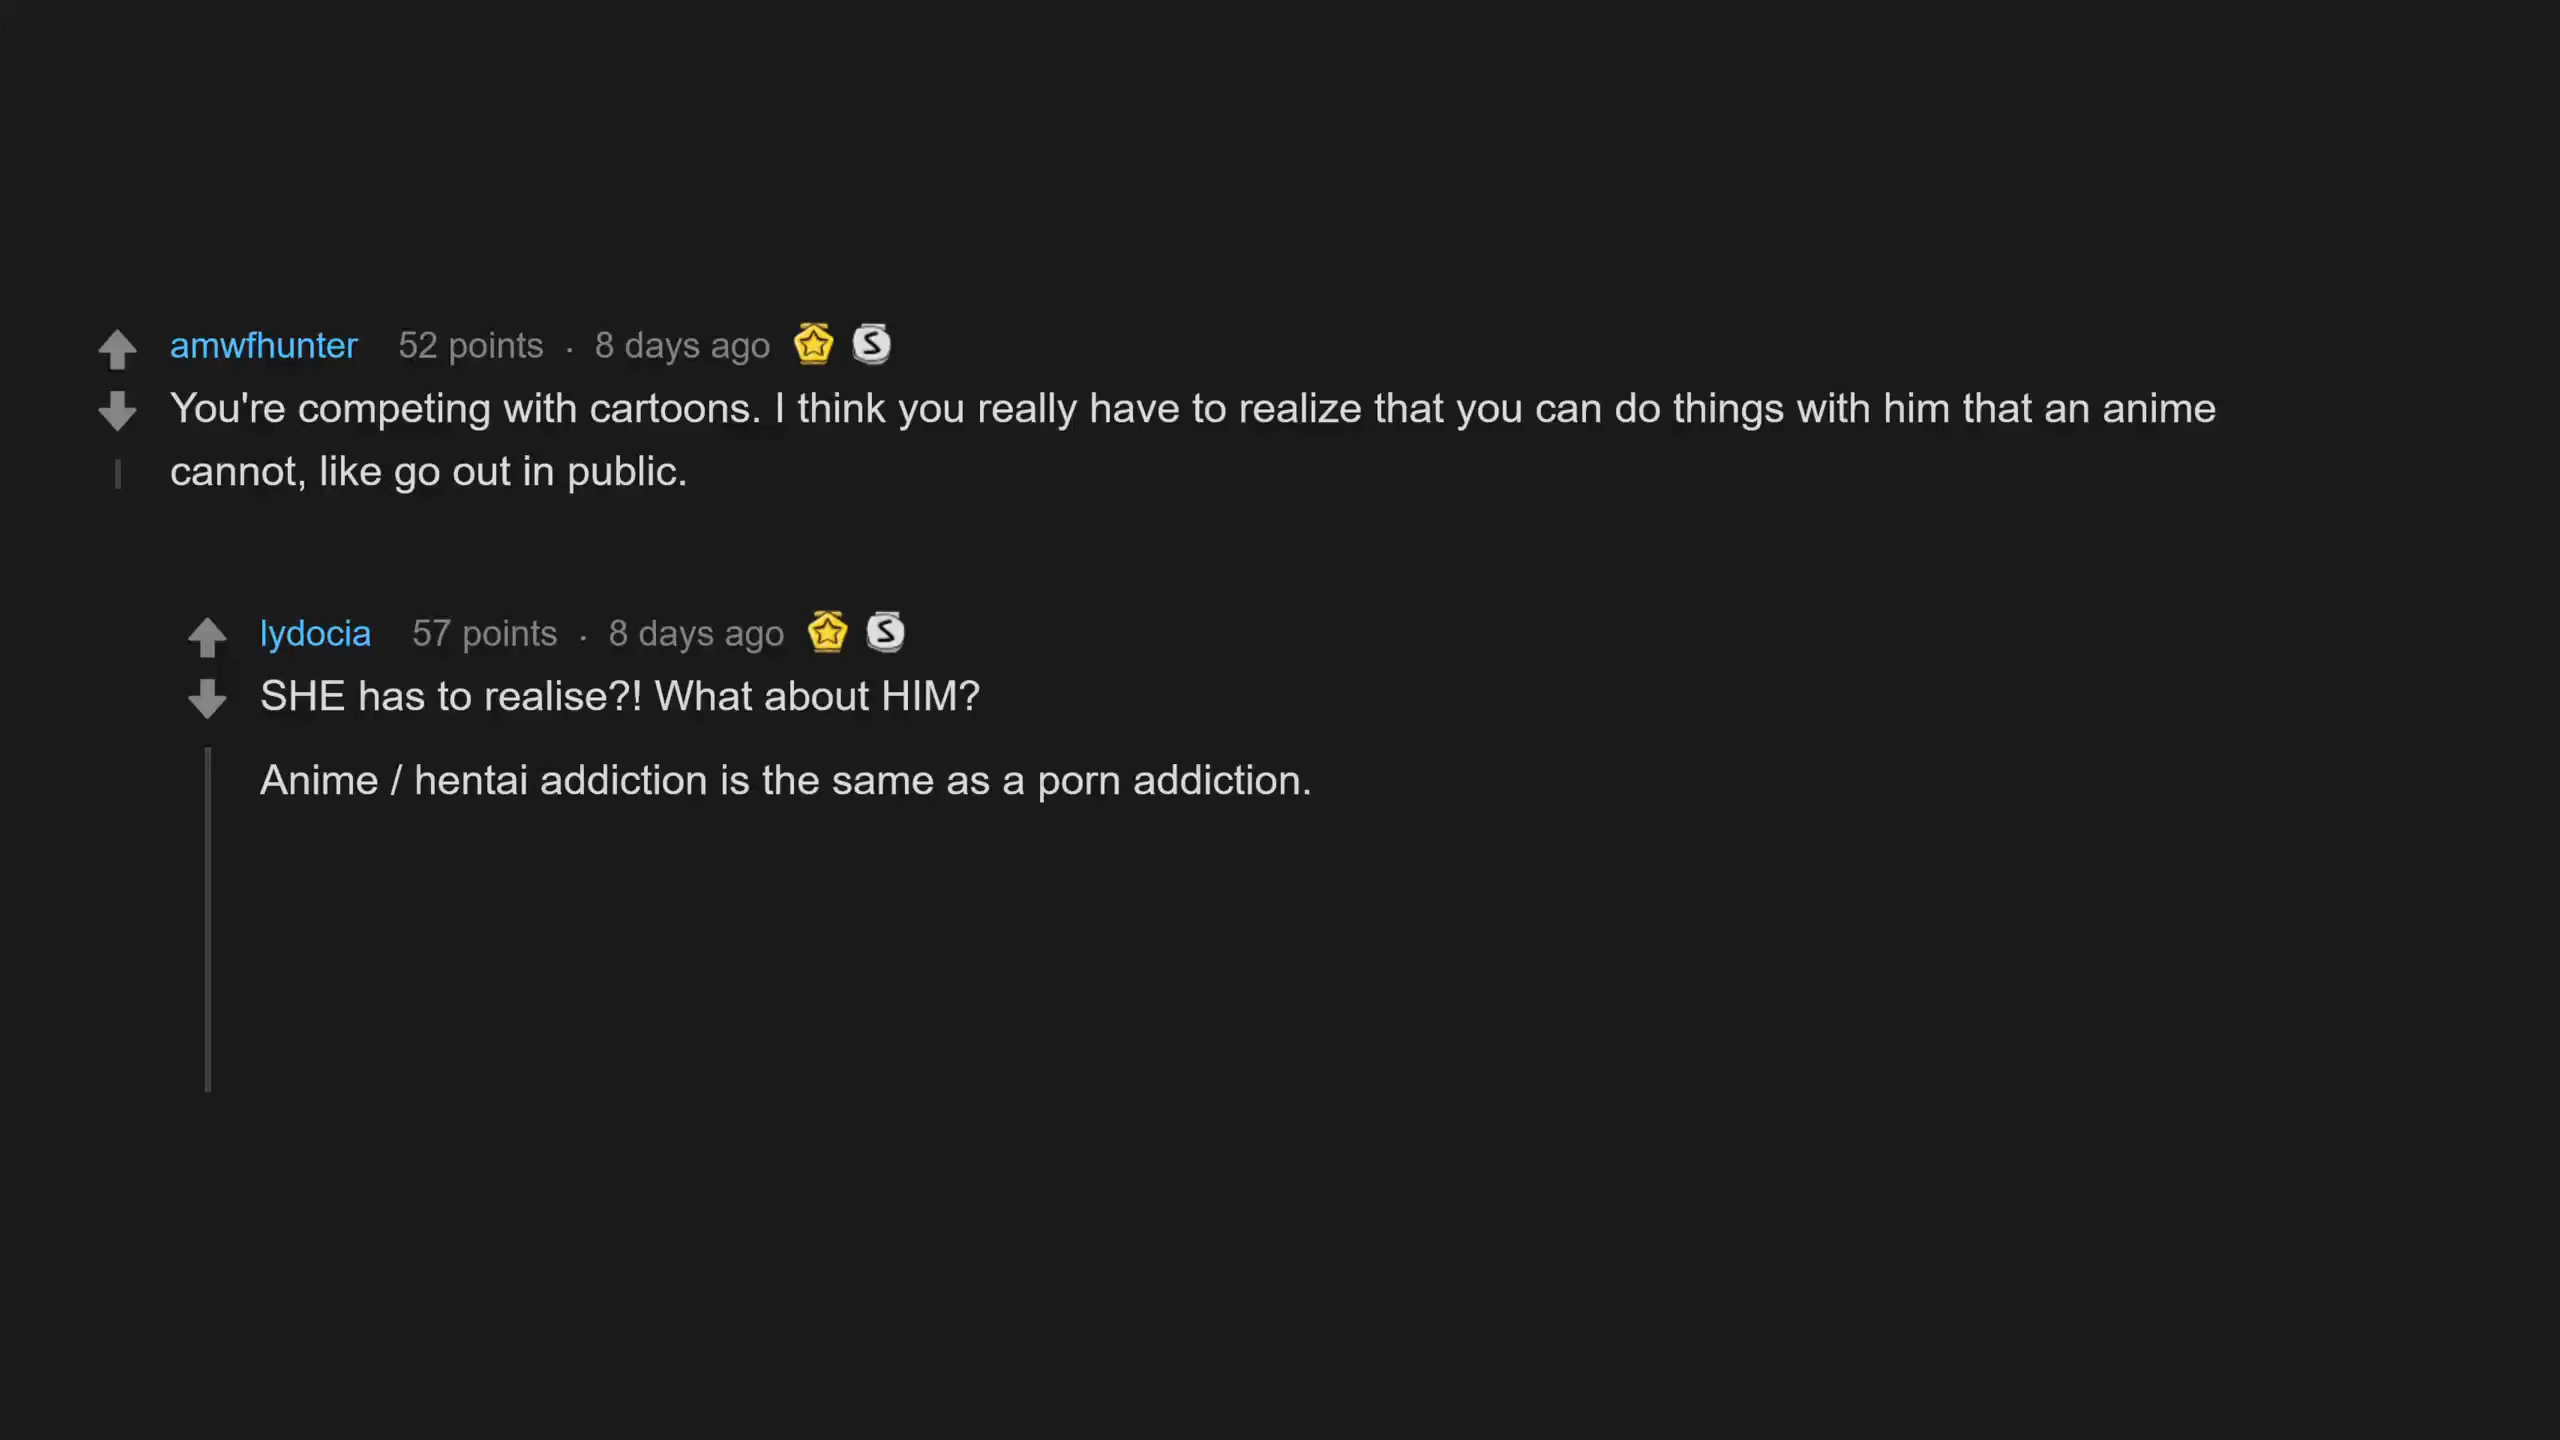 amwfhunter 52 points · 8 days ago
You're competing with cartoons. I think you really have to realize that you can do things with him that an anime
cannot, like go out in public.
lydocia 57 points · 8 days ago
SHE has to realise?! What about HIM?
Anime / hentai addiction is the same as a porn addiction.